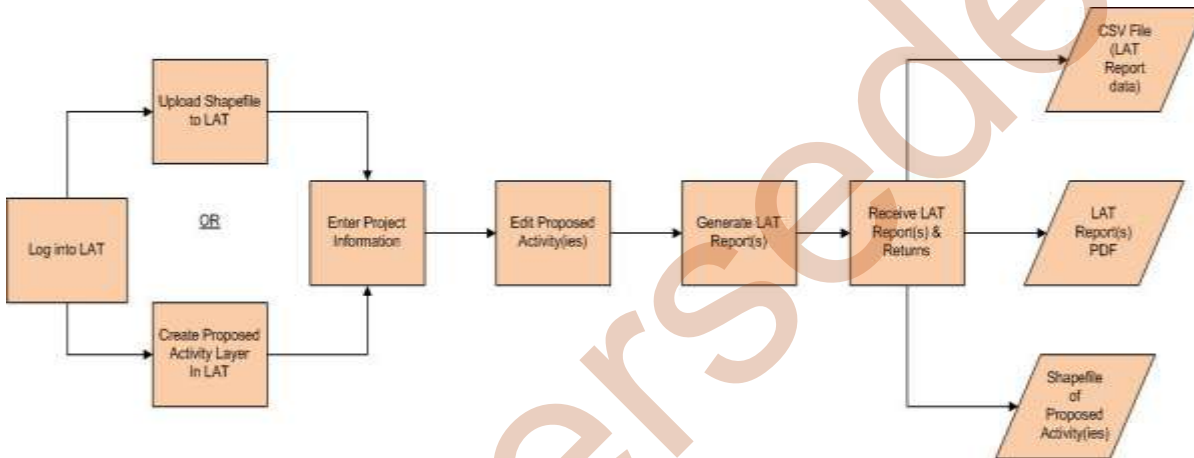 Log into LAT
Upload Shapefile
to LAT
OR
Create Proposed
Activity Layer
In LAT
Enter Project
Information
Edit Proposed
Activity(ies)
Generate LAT
Report(s)
Receive LAT
Report(s) &
Returns
CSV File
(LAT
Report
data)
LAT
Report(s)
PDF
Shapefile
of
Proposed
Activity(ies)
ersede